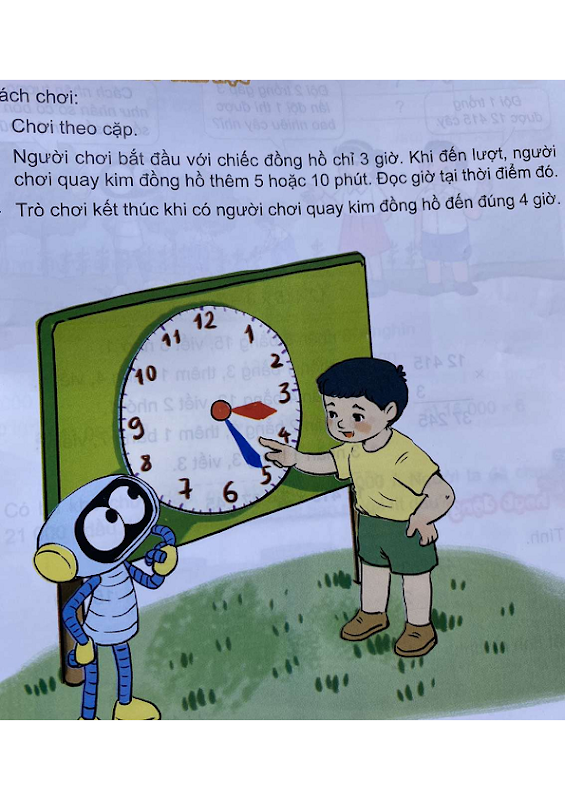 ách chơi:
Chơi theo cặp.
Người chơi bắt đầu với chiếc đồng hồ chỉ 3 giờ. Khi đến lượt, người
chơi quay kim đồng hồ thêm 5 hoặc 10 phút. Đọc giờ tại thời điểm đó.
Trò chơi kết thúc khi có người chơi quay kim đồng hồ đến đúng 4 giờ.
12
1
2
3
4
5
6
7
8
9
10
11